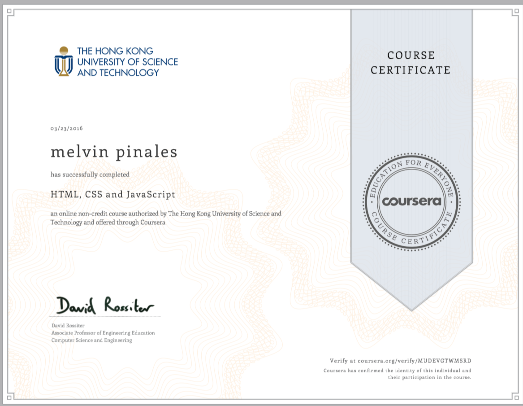 THE HONG KONG
UNIVERSITY OF SCIENCE
AND TECHNOLOGY
COURSE
CERTIFICATE
03/23/2016
melvin pinales
has successfully completed
HTML, CSS and JavaScript
an online non-credit course authorized by The Hong Kong University of Science and
Technology and offered through Coursera
EDUCATION FOR EVERYONE
coursera
COURSE CERTIFICATE
David Rossiter
David Rossiter
Associate Professor of Engineering Education
Computer Science and Engineering
Verify at coursera.org/verify/MUDEVGTWMSRD
Coursera has confirmed the identity of this individual and
their participation in the course.